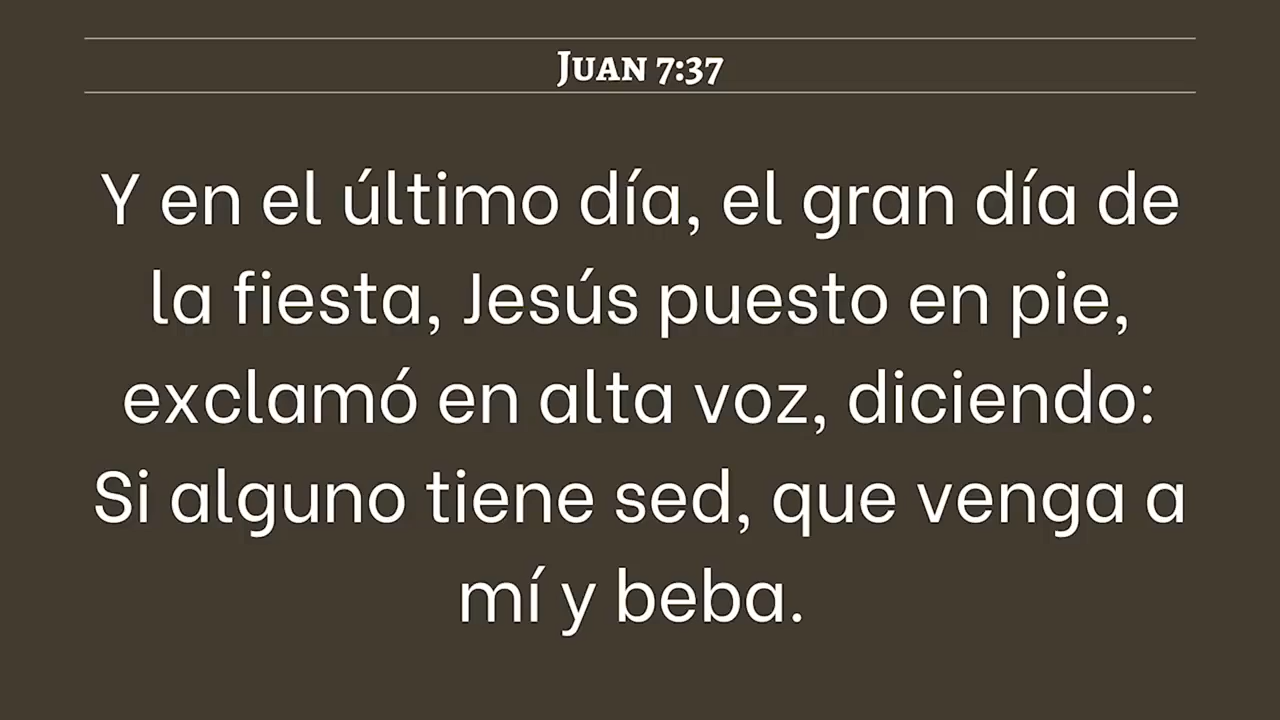 Juan 7:37
Y en el último día, el gran día de
la fiesta, Jesús puesto en pie,
exclamó en alta voz, diciendo:
Si alguno tiene sed, que venga a
mí y beba.